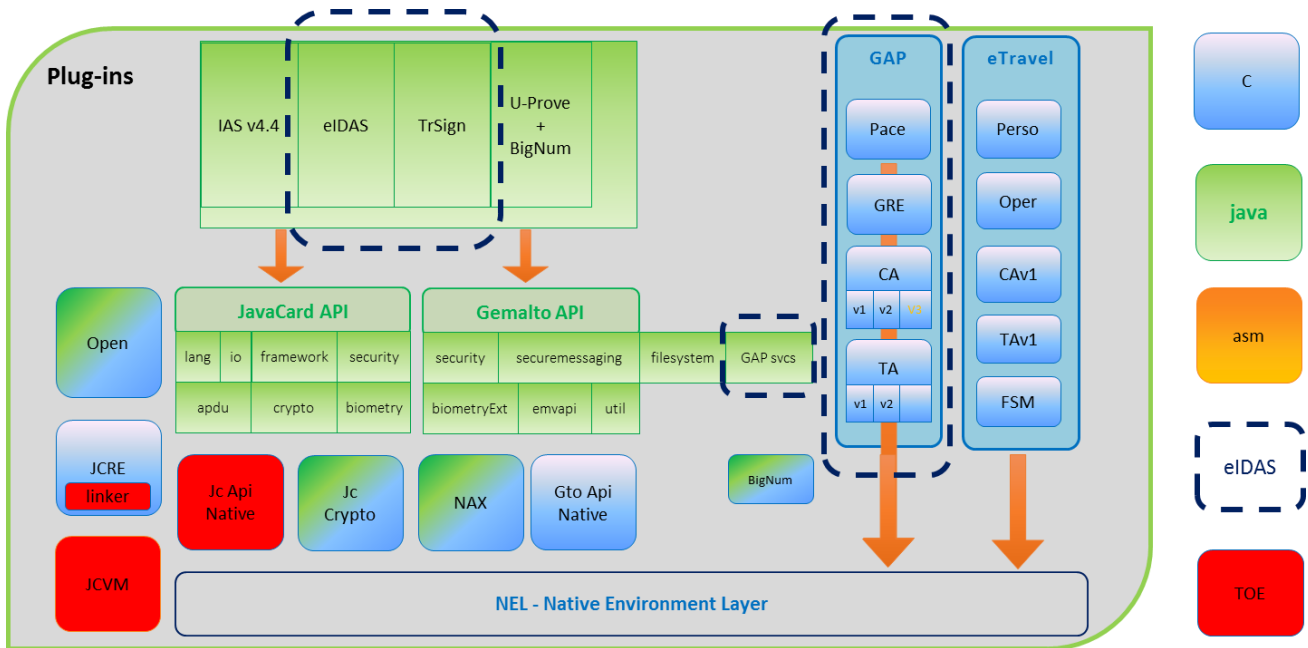 Plug-ins
IAS v4.4
eIDAS
TrSign
U-Prove
+
BigNum
GAP
Pace
GRE
CA
v1 v2 v3
TA
v1 v2
eTravel
Perso
Oper
CAv1
TAv1
FSM
Open
JavaCard API
lang io framework security
apdu crypto biometry
Gemalto API
security securemessaging filesystem GAP svcs
biometryExt emvapi util
JCRE
linker
Jc Api
Native
Jc
Crypto
NAX
Gto Api
Native
BigNum
JCVM
NEL - Native Environment Layer
C
java
asm
eIDAS
TOE